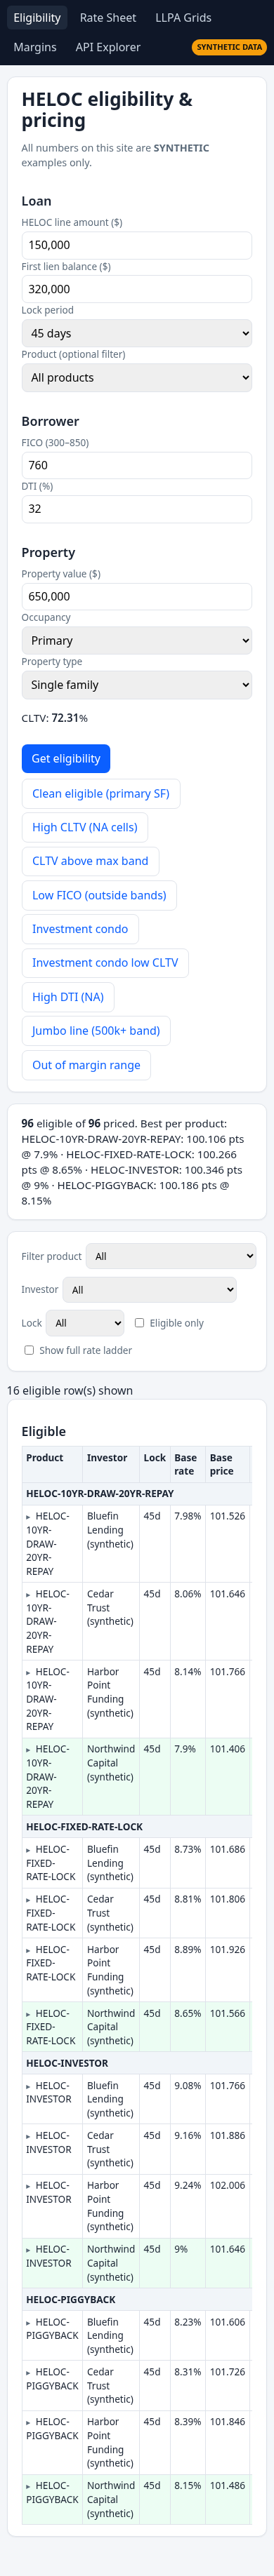 Eligibility Rate Sheet LLPA Grids
Margins API Explorer SYNTHETIC DATA
HELOC eligibility &
pricing
All numbers on this site are SYNTHETIC
examples only.
Loan
HELOC line amount ($)
150,000
First lien balance ($)
320,000
Lock period
45 days
Product (optional filter)
All products
Borrower
FICO (300–850)
760
DTI (%)
32
Property
Property value ($)
650,000
Occupancy
Primary
Property type
Single family
CLTV: 72.31%
Get eligibility
Clean eligible (primary SF)
High CLTV (NA cells)
CLTV above max band
Low FICO (outside bands)
Investment condo
Investment condo low CLTV
High DTI (NA)
Jumbo line (500k+ band)
Out of margin range
96 eligible of 96 priced. Best per product:
HELOC-10YR-DRAW-20YR-REPAY: 100.106 pts
@ 7.9% · HELOC-FIXED-RATE-LOCK: 100.266
pts @ 8.65% · HELOC-INVESTOR: 100.346 pts
@ 9% · HELOC-PIGGYBACK: 100.186 pts @
8.15%
Filter product All
Investor All
Lock All Eligible only
Show full rate ladder
16 eligible row(s) shown
Eligible
Product Investor Lock Base rate Base price
HELOC-10YR-DRAW-20YR-REPAY
▸ HELOC-10YR-DRAW-20YR-REPAY Bluefin Lending (synthetic) 45d 7.98% 101.526
▸ HELOC-10YR-DRAW-20YR-REPAY Cedar Trust (synthetic) 45d 8.06% 101.646
▸ HELOC-10YR-DRAW-20YR-REPAY Harbor Point Funding (synthetic) 45d 8.14% 101.766
▸ HELOC-10YR-DRAW-20YR-REPAY Northwind Capital (synthetic) 45d 7.9% 101.406
HELOC-FIXED-RATE-LOCK
▸ HELOC-FIXED-RATE-LOCK Bluefin Lending (synthetic) 45d 8.73% 101.686
▸ HELOC-FIXED-RATE-LOCK Cedar Trust (synthetic) 45d 8.81% 101.806
▸ HELOC-FIXED-RATE-LOCK Harbor Point Funding (synthetic) 45d 8.89% 101.926
▸ HELOC-FIXED-RATE-LOCK Northwind Capital (synthetic) 45d 8.65% 101.566
HELOC-INVESTOR
▸ HELOC-INVESTOR Bluefin Lending (synthetic) 45d 9.08% 101.766
▸ HELOC-INVESTOR Cedar Trust (synthetic) 45d 9.16% 101.886
▸ HELOC-INVESTOR Harbor Point Funding (synthetic) 45d 9.24% 102.006
▸ HELOC-INVESTOR Northwind Capital (synthetic) 45d 9% 101.646
HELOC-PIGGYBACK
▸ HELOC-PIGGYBACK Bluefin Lending (synthetic) 45d 8.23% 101.606
▸ HELOC-PIGGYBACK Cedar Trust (synthetic) 45d 8.31% 101.726
▸ HELOC-PIGGYBACK Harbor Point Funding (synthetic) 45d 8.39% 101.846
▸ HELOC-PIGGYBACK Northwind Capital (synthetic) 45d 8.15% 101.486